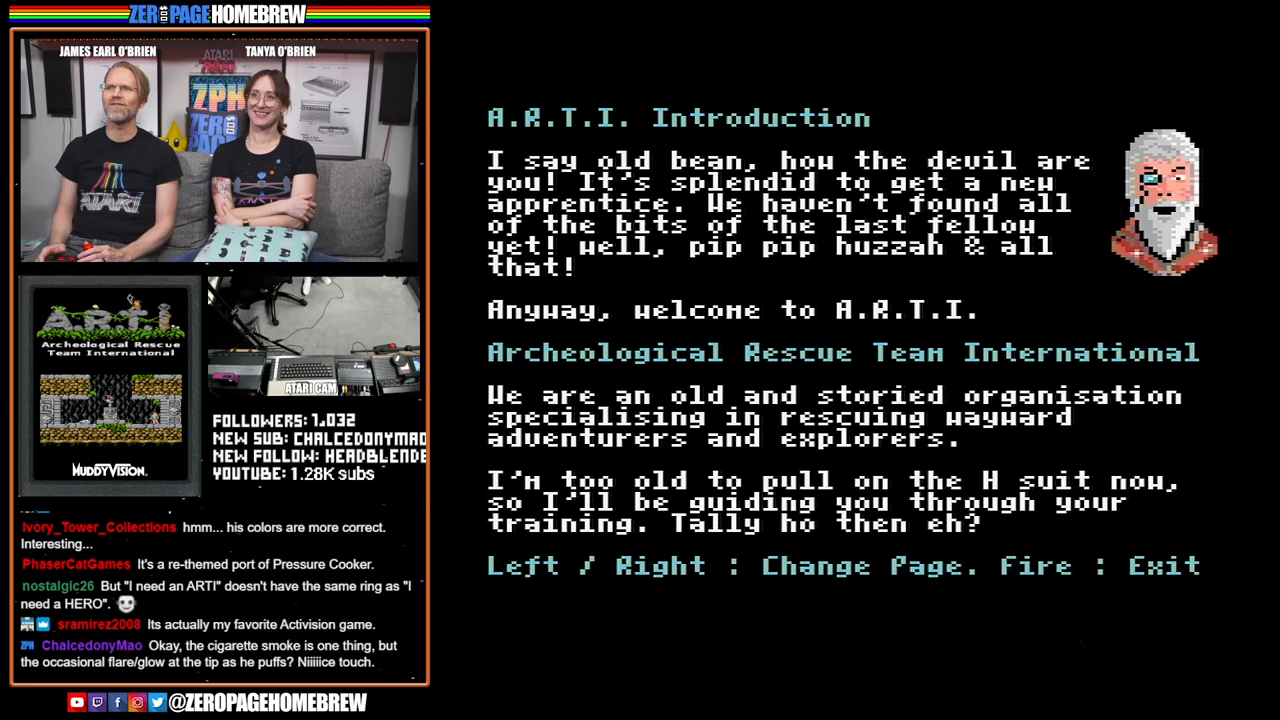 ZERO PAGE HOMEBREW
JAMES EARL O'BRIEN
TANYA O'BRIEN
ZPH
ATARI
A.R.T.I
Archeological Rescue
Team International
MUDDYVISION
ATARI CAM
FOLLOWERS: 1,032
NEW SUB: CHALCEDONYMAO
NEW FOLLOW: HEADBLENDE
YOUTUBE: 1.28K subs
Ivory_Tower_Collections hmm... his colors are more correct.
Interesting...
PhaserCatGames It's a re-themed port of Pressure Cooker.
nostalgic26 But "I need an ARTI" doesn't have the same ring as "I
need a HERO".
sramirez2008 Its actually my favorite Activision game.
ZPH ChalcedonyMao Okay, the cigarette smoke is one thing, but
the occasional flare/glow at the tip as he puffs? Niiiiice touch.
@ZEROPAGEHOMEBREW
A.R.T.I. Introduction
I say old bean, how the devil are
you! It's splendid to get a new
apprentice. We haven't found all
of the bits of the last fellow
yet! well, pip pip huzzah & all
that!
Anyway, welcome to A.R.T.I.
Archeological Rescue Team International
We are an old and storied organisation
specialising in rescuing wayward
adventurers and explorers.
I'm too old to pull on the H suit now,
so I'll be guiding you through your
training. Tally ho then eh?
Left / Right : Change Page. Fire : Exit